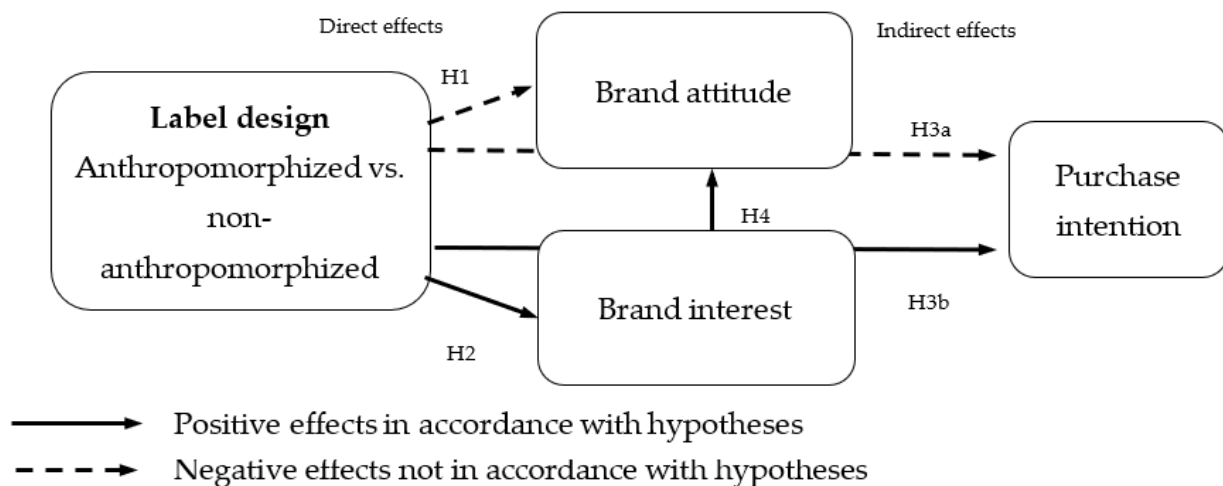 Direct effects
Indirect effects
H1
Brand attitude
Label design
Anthropomorphized vs.
non-
anthropomorphized
H3a
Purchase
intention
H4
Brand interest
H2
H3b
Positive effects in accordance with hypotheses
Negative effects not in accordance with hypotheses